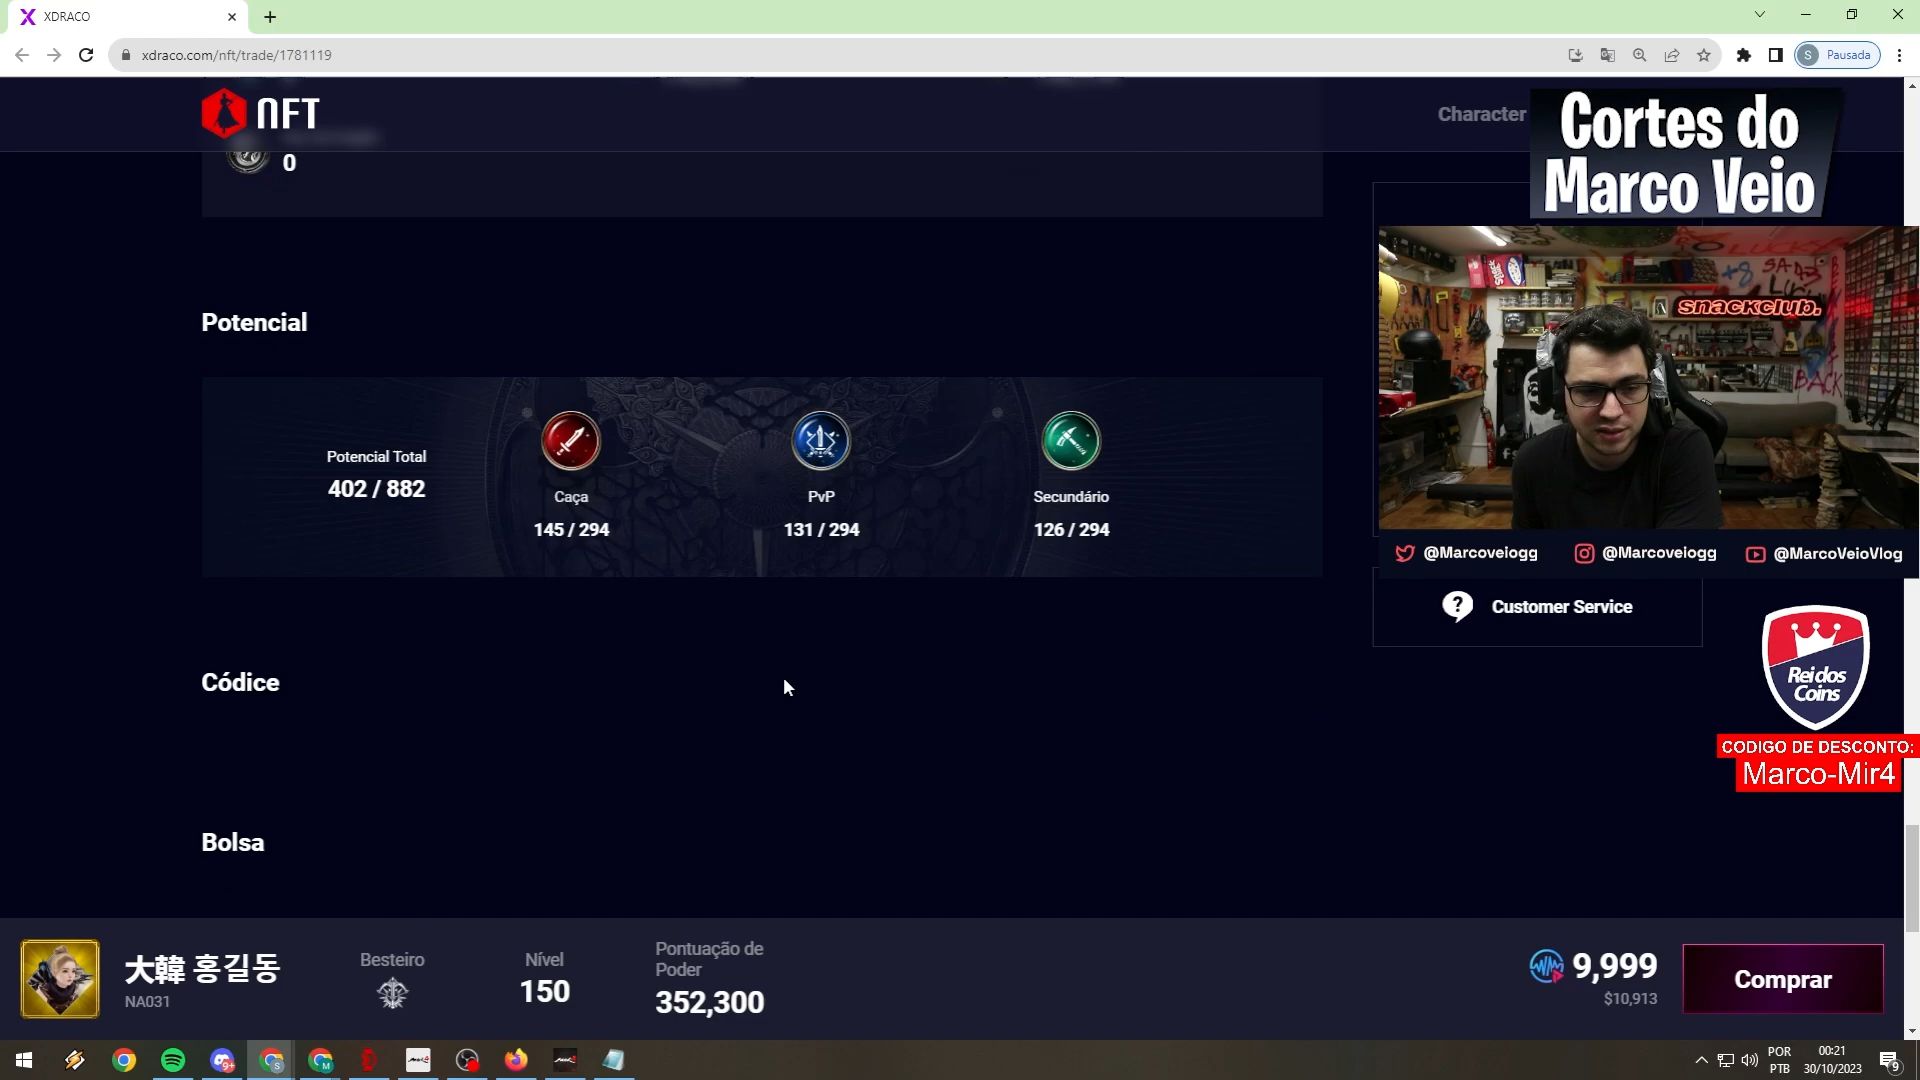 XDRACO
xdraco.com/nft/trade/1781119
S
Pausada
NFT
Character
Cortes do
Marco Veio
0
Potencial
Potencial Total
402 / 882
Caça
145 / 294
PvP
131 / 294
Secundário
126 / 294
snackclub.
BACK
@Marcoveiogg
@Marcoveiogg
@MarcoVeioVlog
Customer Service
Rei dos
Coins
CODIGO DE DESCONTO:
Marco-Mir4
Códice
Bolsa
大韓 홍길동
NA031
Besteiro
Nível
150
Pontuação de
Poder
352,300
9,999
$10,913
Comprar
9+
S
M
POR
PTB
00:21
30/10/2023
9